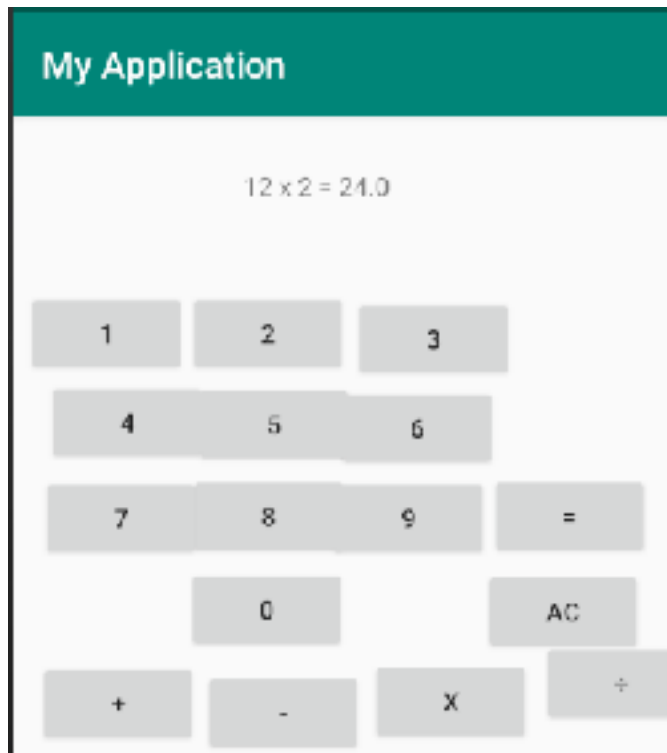 My Application
12 x 2 = 24.0
1 2 3
4 5 6
7 8 9 =
0 AC
+ - X ÷